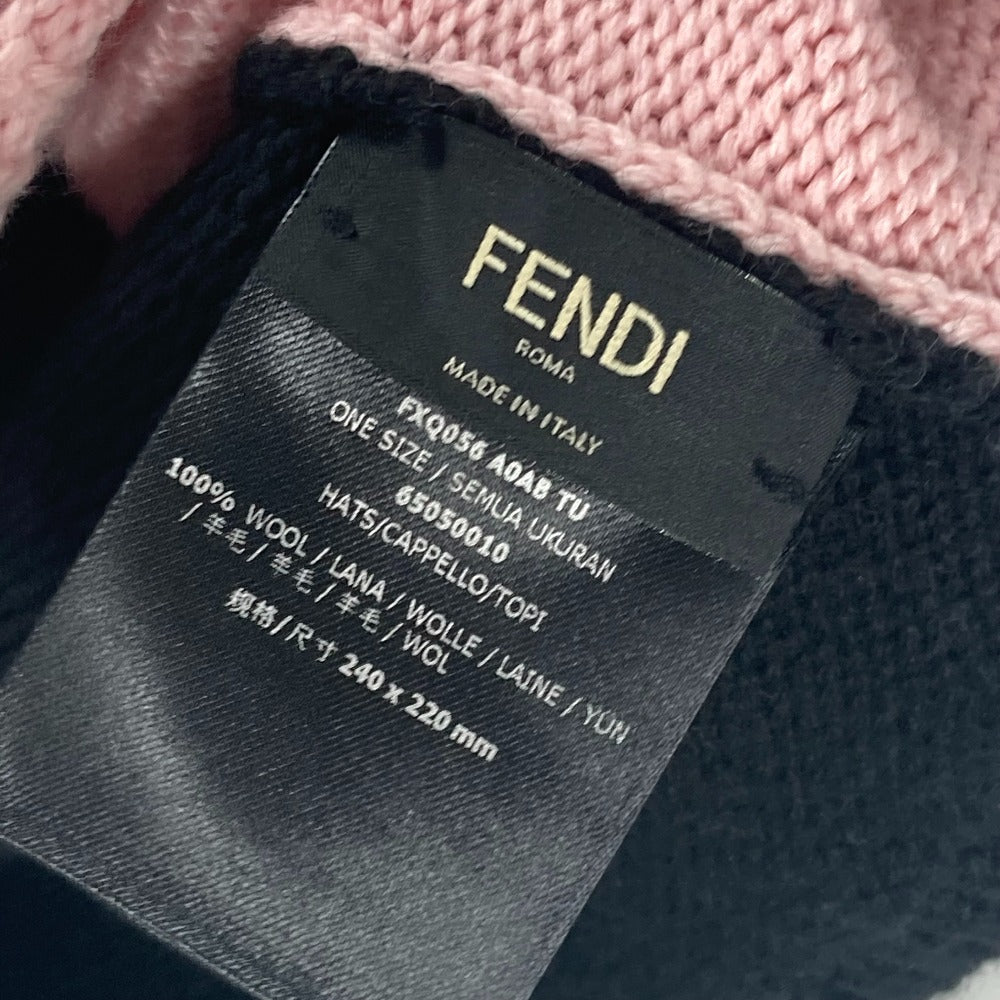 FENDI
ROMA
MADE IN ITALY
FXQ056 A0AB TU
ONE SIZE / SEMUA UKURAN
65050010
HATS/CAPPELLO/TOPI
100% WOOL / LANA / WOLLE / LAINE / YÜN
/ 羊毛 / 羊毛 / 羊毛 / WOL
规格/尺寸 240 x 220 mm